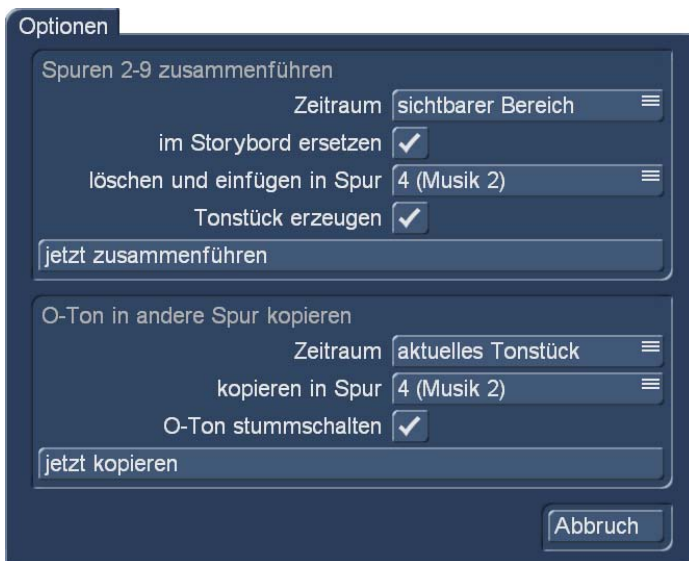 Optionen
Spuren 2-9 zusammenführen
Zeitraum sichtbarer Bereich
im Storybord ersetzen
löschen und einfügen in Spur 4 (Musik 2)
Tonstück erzeugen
jetzt zusammenführen
O-Ton in andere Spur kopieren
Zeitraum aktuelles Tonstück
kopieren in Spur 4 (Musik 2)
O-Ton stummschalten
jetzt kopieren
Abbruch